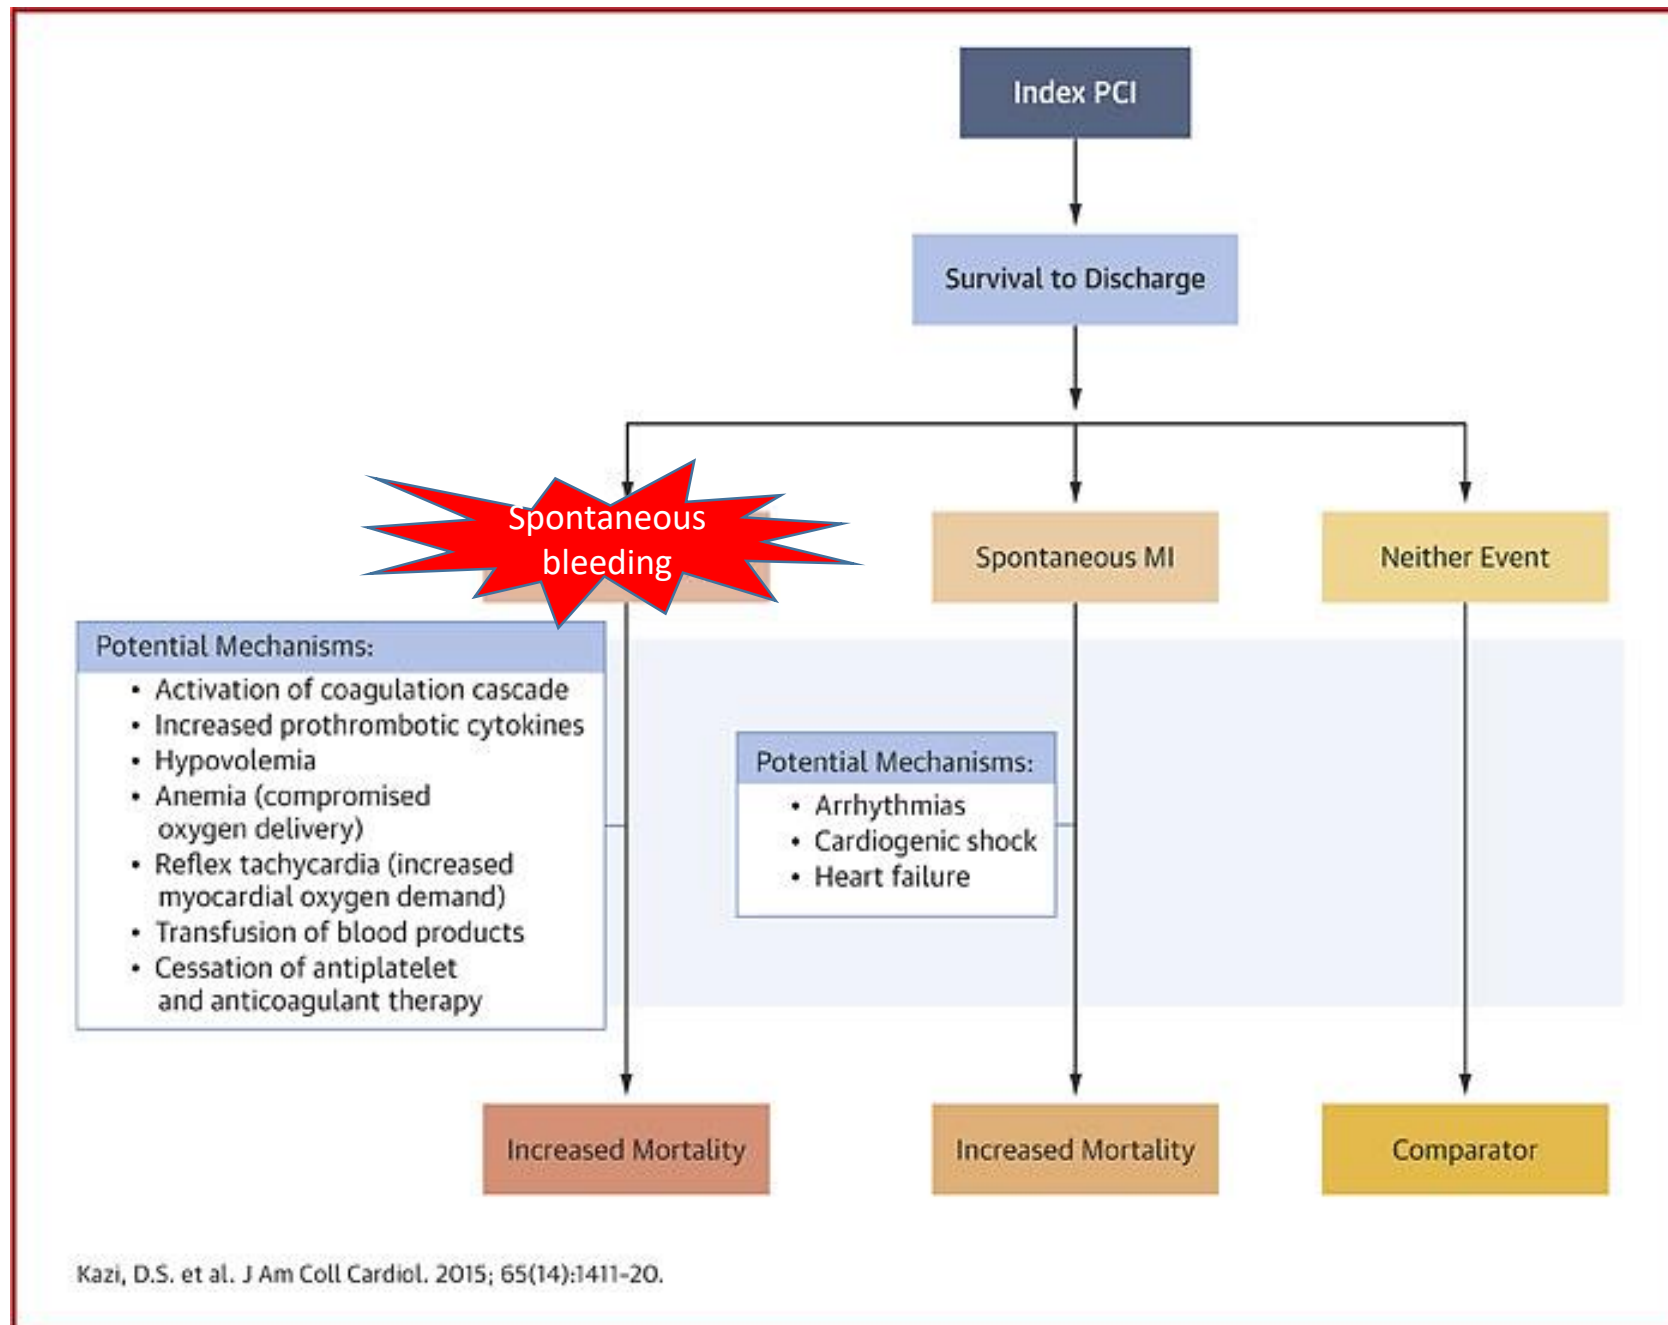 Index PCI
Survival to Discharge
Spontaneous
bleeding
Spontaneous MI
Neither Event
Potential Mechanisms:
• Activation of coagulation cascade
• Increased prothrombotic cytokines
• Hypovolemia
• Anemia (compromised
oxygen delivery)
• Reflex tachycardia (increased
myocardial oxygen demand)
• Transfusion of blood products
• Cessation of antiplatelet
and anticoagulant therapy
Potential Mechanisms:
• Arrhythmias
• Cardiogenic shock
• Heart failure
Increased Mortality
Increased Mortality
Comparator
Kazi, D.S. et al. J Am Coll Cardiol. 2015; 65(14):1411-20.